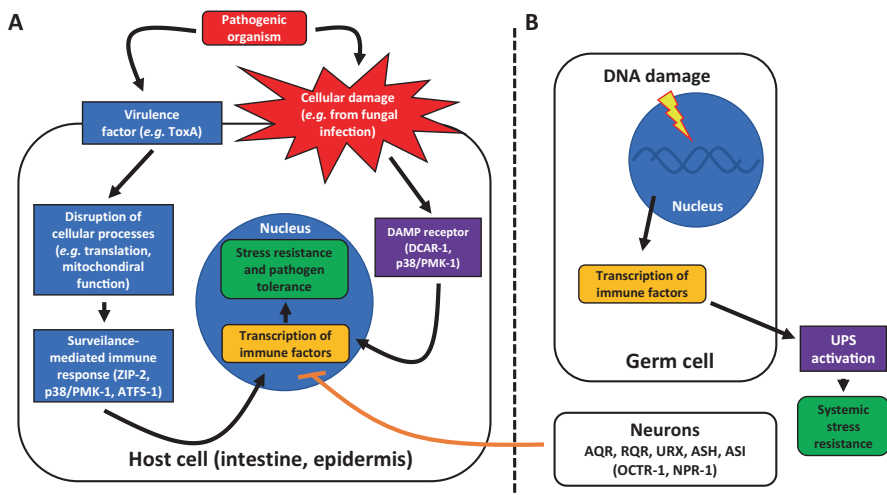 A
Pathogenic
organism
Virulence
factor (e.g. ToxA)
Cellular damage
(e.g. from fungal
infection)
Disruption of
cellular processes
(e.g. translation,
mitochondiral
function)
Surveilance-
mediated immune
response (ZIP-2,
p38/PMK-1, ATFS-1)
Nucleus
Stress resistance
and pathogen
tolerance
Transcription of
immune factors
DAMP receptor
(DCAR-1,
p38/PMK-1)
Host cell (intestine, epidermis)
B
DNA damage
Nucleus
Transcription of
immune factors
Germ cell
UPS
activation
Systemic
stress
resistance
Neurons
AQR, RQR, URX, ASH, ASI
(OCTR-1, NPR-1)